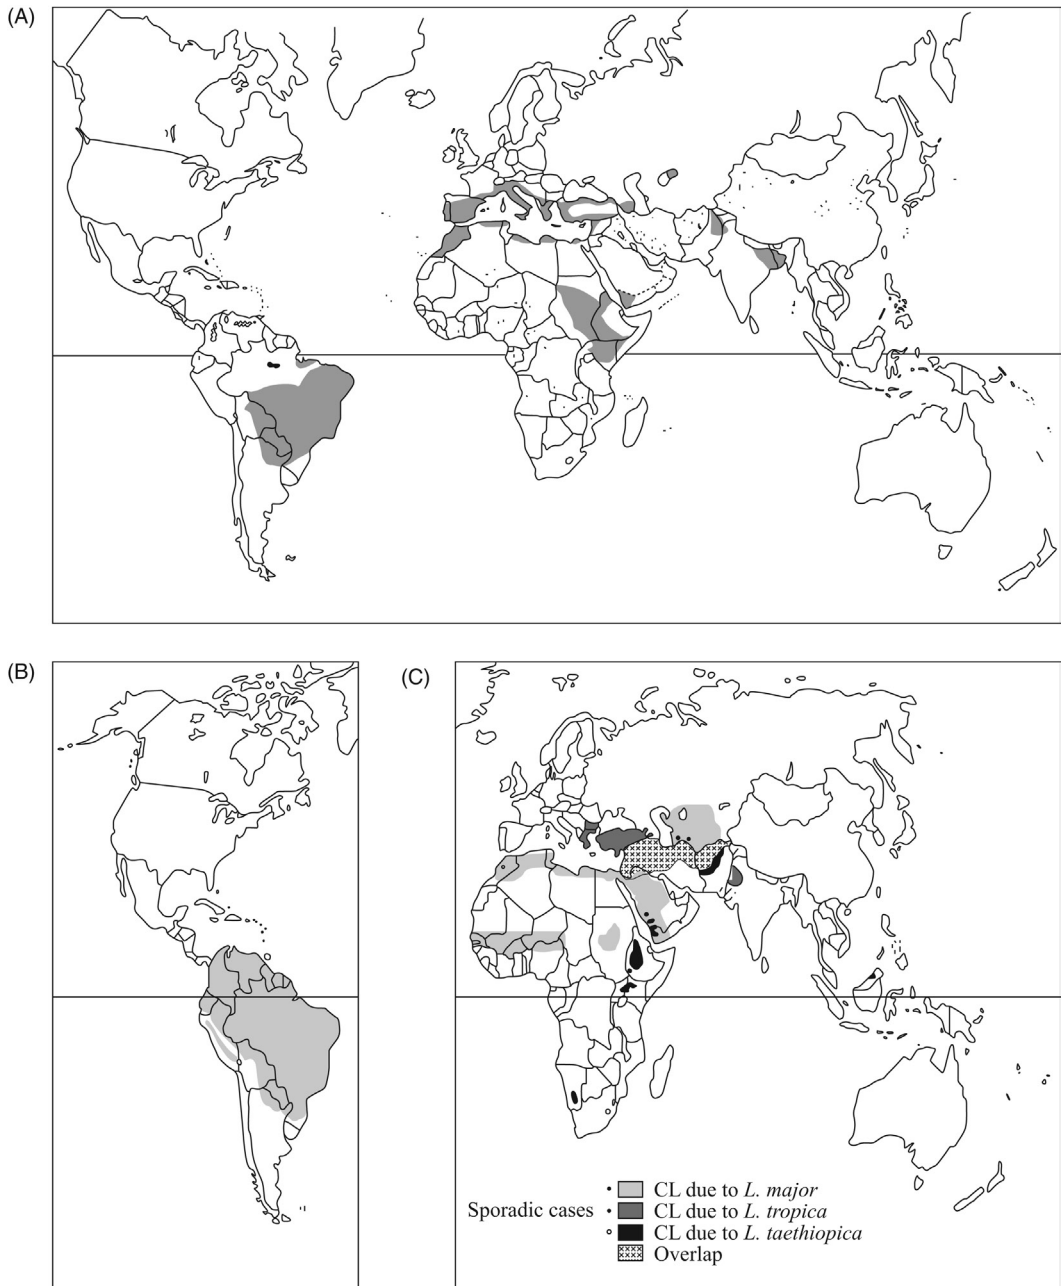 (A)
(B)
(C)
Sporadic cases
CL due to L. major
CL due to L. tropica
CL due to L. taethiopica
Overlap